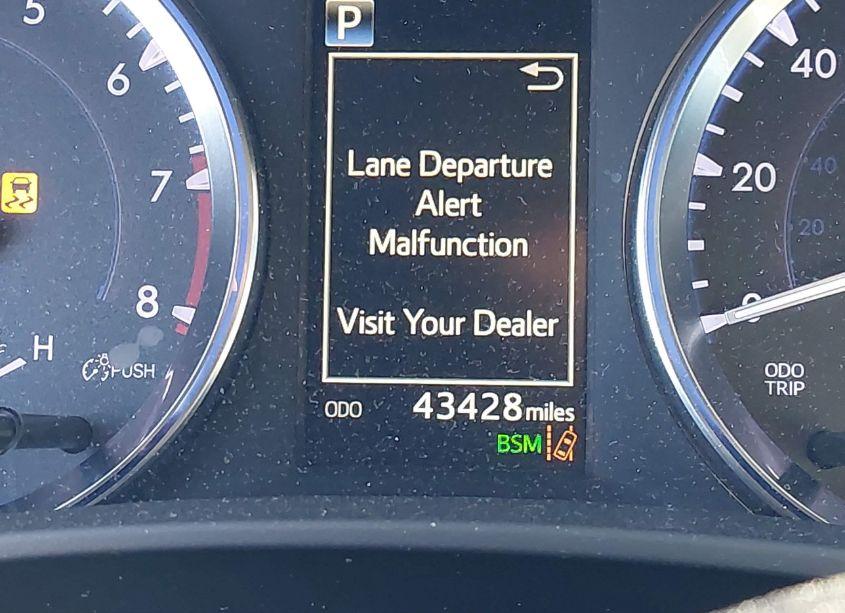 P
5
6
7
8
H
PUSH
Lane Departure
Alert
Malfunction
Visit Your Dealer
ODO 43428 miles
BSM
40
20
0
40
20
ODO
TRIP